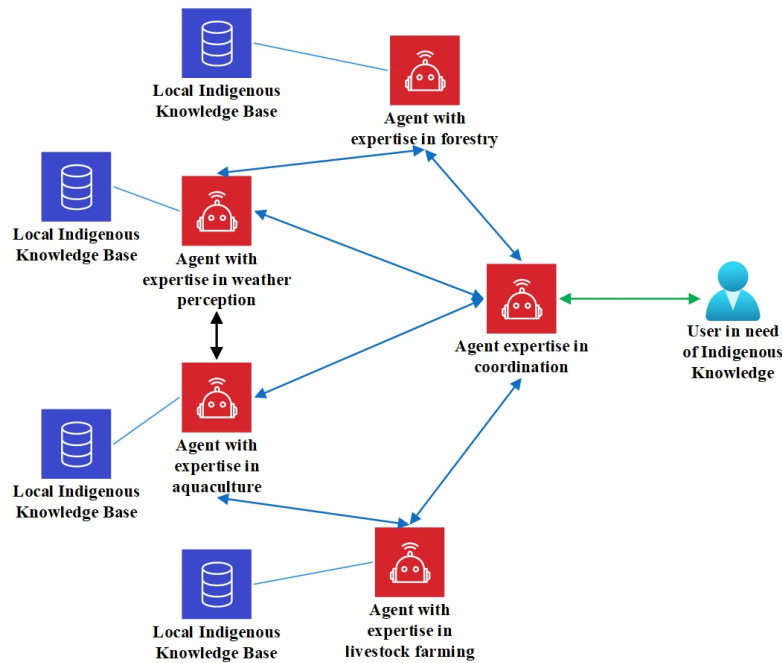 Local Indigenous
Knowledge Base
Agent with
expertise in forestry
Local Indigenous
Knowledge Base
Agent with
expertise in weather
perception
Agent expertise in
coordination
User in need
of Indigenous
Knowledge
Local Indigenous
Knowledge Base
Agent with
expertise in
aquaculture
Local Indigenous
Knowledge Base
Agent with
expertise in
livestock farming